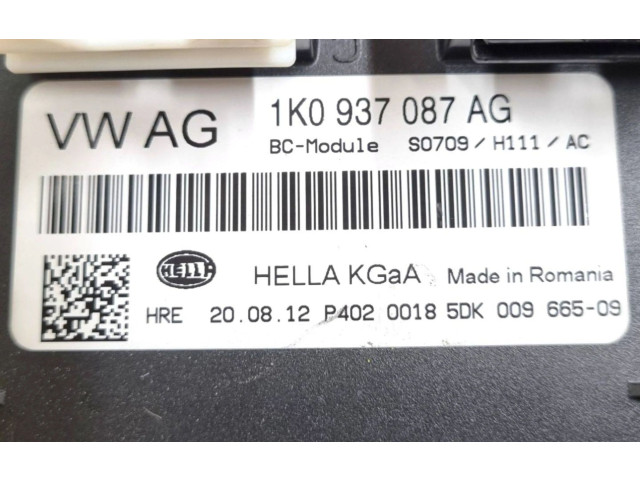 VW AG 1K0 937 087 AG
BC-Module S0709/H111/AC
HELLA HELLA KGaA Made in Romania
HRE 20.08.12 P402 0018 5DK 009 665-09